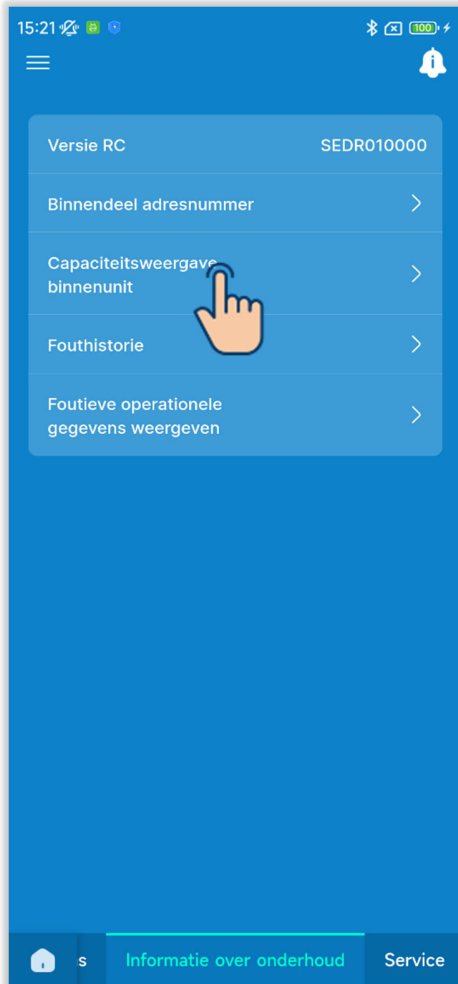 15:21
100
Versie RC SEDR010000
Binnendeel adresnummer
Capaciteitsweergave
binnenunit
Fouthistorie
Foutieve operationele
gegevens weergeven
s Informatie over onderhoud Service